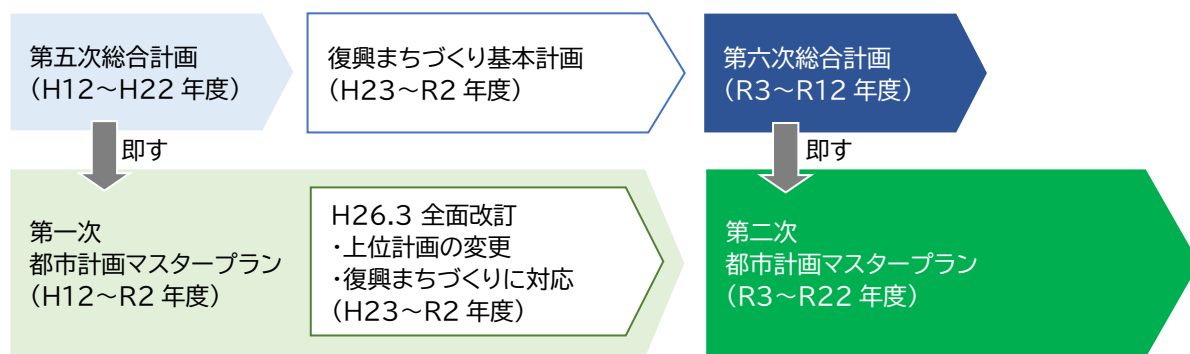 第五次総合計画
（H12～H22 年度）
復興まちづくり基本計画
（H23～R2 年度）
第六次総合計画
（R3～R12 年度）
即す
即す
第一次
都市計画マスタープラン
（H12～R2 年度）
H26.3 全面改訂
・上位計画の変更
・復興まちづくりに対応
（H23～R2 年度）
第二次
都市計画マスタープラン
（R3～R22 年度）